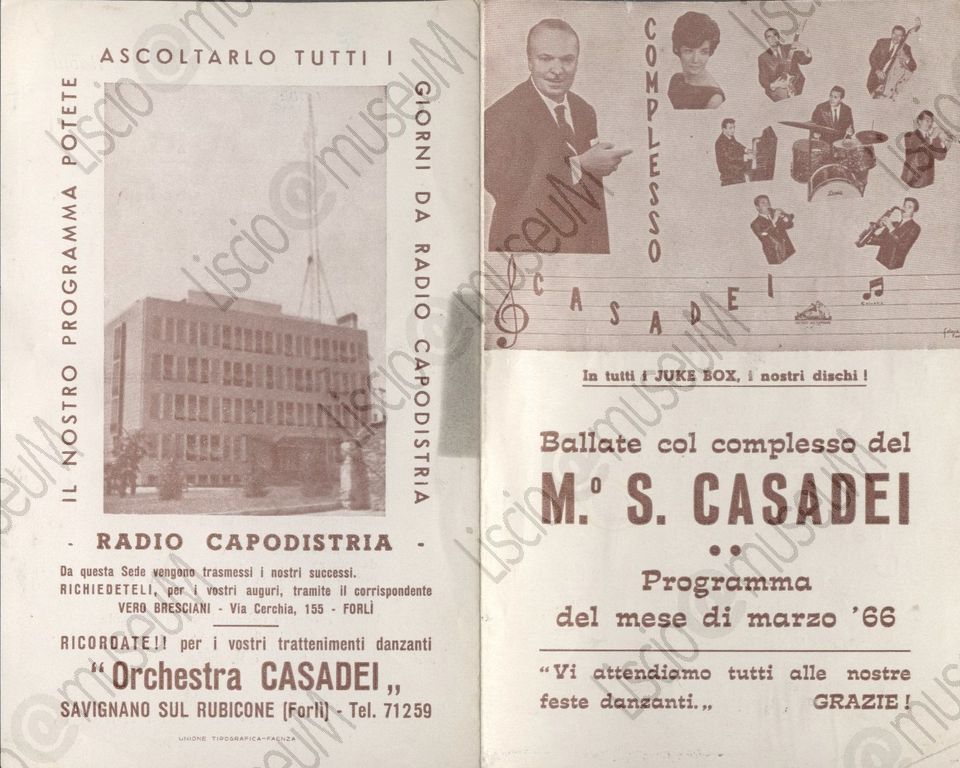 IL NOSTRO PROGRAMMA POTETE
ASCOLTARLO TUTTI I
GIORNI DA RADIO CAPODISTRIA
- RADIO CAPODISTRIA -
Da questa Sede vengono trasmessi i nostri successi.
RICHIEDETELI, per i vostri auguri, tramite il corrispondente
VERO BRESCIANI - Via Cerchia, 155 - FORLÌ
RICORDATE!! per i vostri trattenimenti danzanti
“Orchestra CASADEI„
SAVIGNANO SUL RUBICONE (Forlì) - Tel. 71259
UNIONE TIPOGRAFICA-FAENZA
COMPLESSO
CASADEI
In tutti i JUKE BOX, i nostri dischi!
Ballate col complesso del
M.º S. CASADEI
Programma
del mese di marzo '66
“Vi attendiamo tutti alle nostre
feste danzanti.„ GRAZIE!
Liscio@museuM